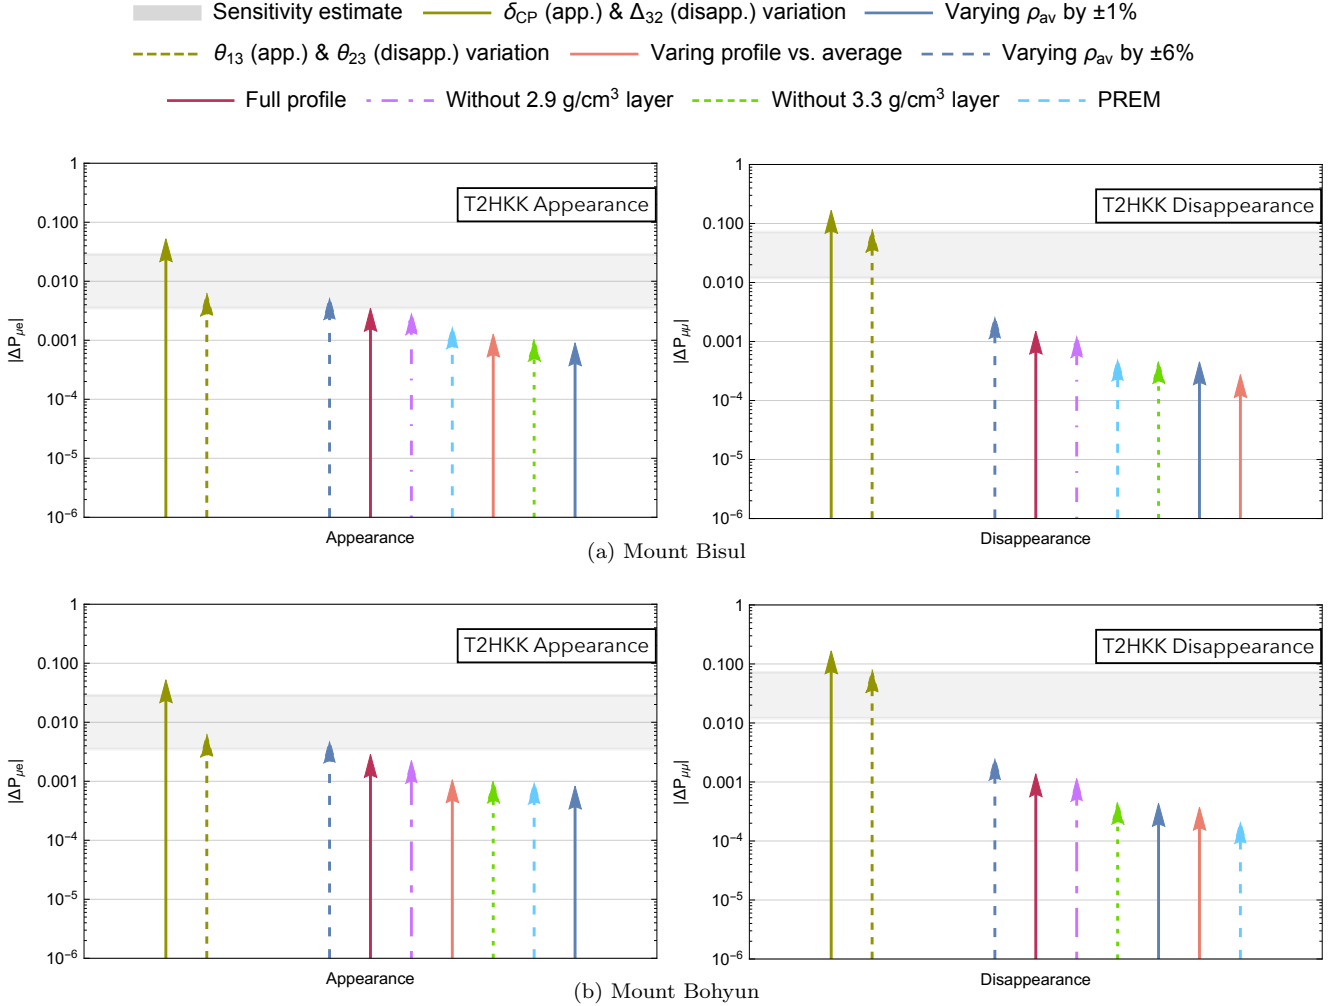 Sensitivity estimate δCP (app.) & Δ32 (disapp.) variation Varying ρav by ±1%
θ13 (app.) & θ23 (disapp.) variation Varing profile vs. average Varying ρav by ±6%
Full profile Without 2.9 g/cm³ layer Without 3.3 g/cm³ layer PREM
T2HKK Appearance
|ΔPμe|
1
0.100
0.010
0.001
10⁻⁴
10⁻⁵
10⁻⁶
Appearance
T2HKK Disappearance
|ΔPμμ|
1
0.100
0.010
0.001
10⁻⁴
10⁻⁵
10⁻⁶
Disappearance
(a) Mount Bisul
T2HKK Appearance
|ΔPμe|
1
0.100
0.010
0.001
10⁻⁴
10⁻⁵
10⁻⁶
Appearance
T2HKK Disappearance
|ΔPμμ|
1
0.100
0.010
0.001
10⁻⁴
10⁻⁵
10⁻⁶
Disappearance
(b) Mount Bohyun